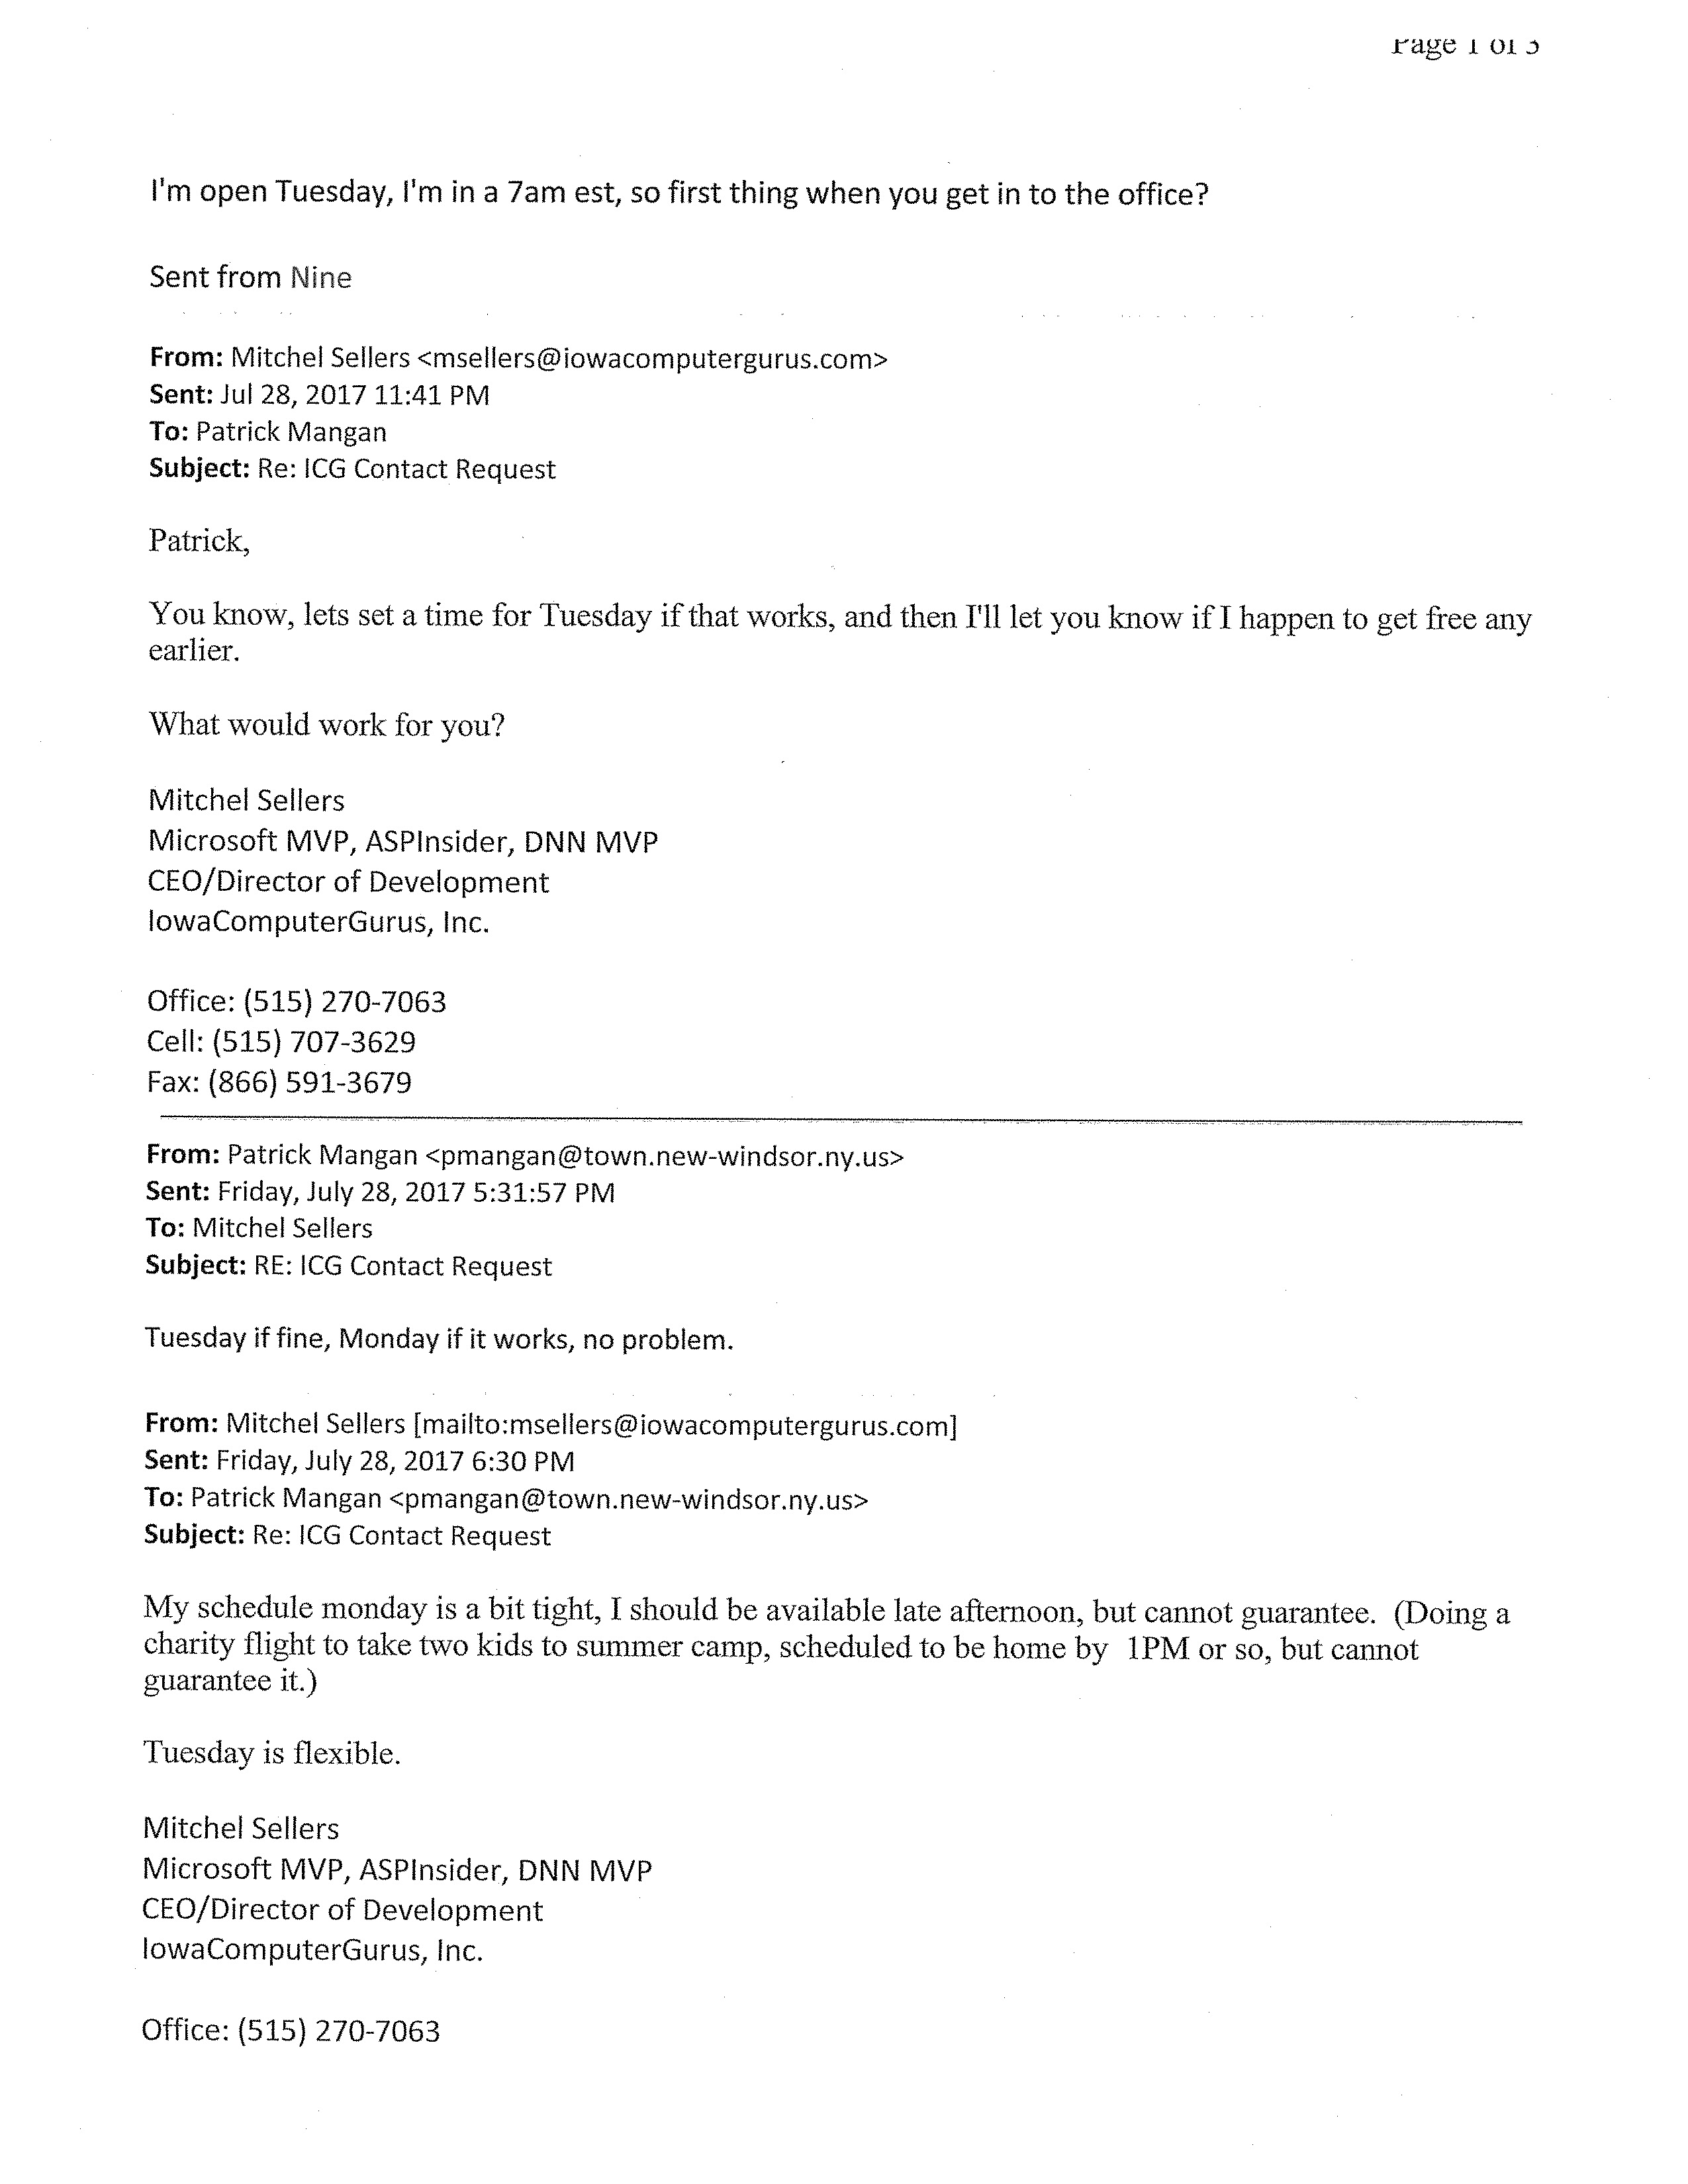 Page 1 of 3
I'm open Tuesday, I'm in a 7am est, so first thing when you get in to the office?
Sent from Nine
From: Mitchel Sellers <msellers@iowacomputergurus.com>
Sent: Jul 28, 2017 11:41 PM
To: Patrick Mangan
Subject: Re: ICG Contact Request
Patrick,
You know, lets set a time for Tuesday if that works, and then I'll let you know if I happen to get free any
earlier.
What would work for you?
Mitchel Sellers
Microsoft MVP, ASPInsider, DNN MVP
CEO/Director of Development
IowaComputerGurus, Inc.
Office: (515) 270-7063
Cell: (515) 707-3629
Fax: (866) 591-3679
From: Patrick Mangan <pmangan@town.new-windsor.ny.us>
Sent: Friday, July 28, 2017 5:31:57 PM
To: Mitchel Sellers
Subject: RE: ICG Contact Request
Tuesday if fine, Monday if it works, no problem.
From: Mitchel Sellers [mailto:msellers@iowacomputergurus.com]
Sent: Friday, July 28, 2017 6:30 PM
To: Patrick Mangan <pmangan@town.new-windsor.ny.us>
Subject: Re: ICG Contact Request
My schedule monday is a bit tight, I should be available late afternoon, but cannot guarantee.  (Doing a
charity flight to take two kids to summer camp, scheduled to be home by  1PM or so, but cannot
guarantee it.)
Tuesday is flexible.
Mitchel Sellers
Microsoft MVP, ASPInsider, DNN MVP
CEO/Director of Development
IowaComputerGurus, Inc.
Office: (515) 270-7063